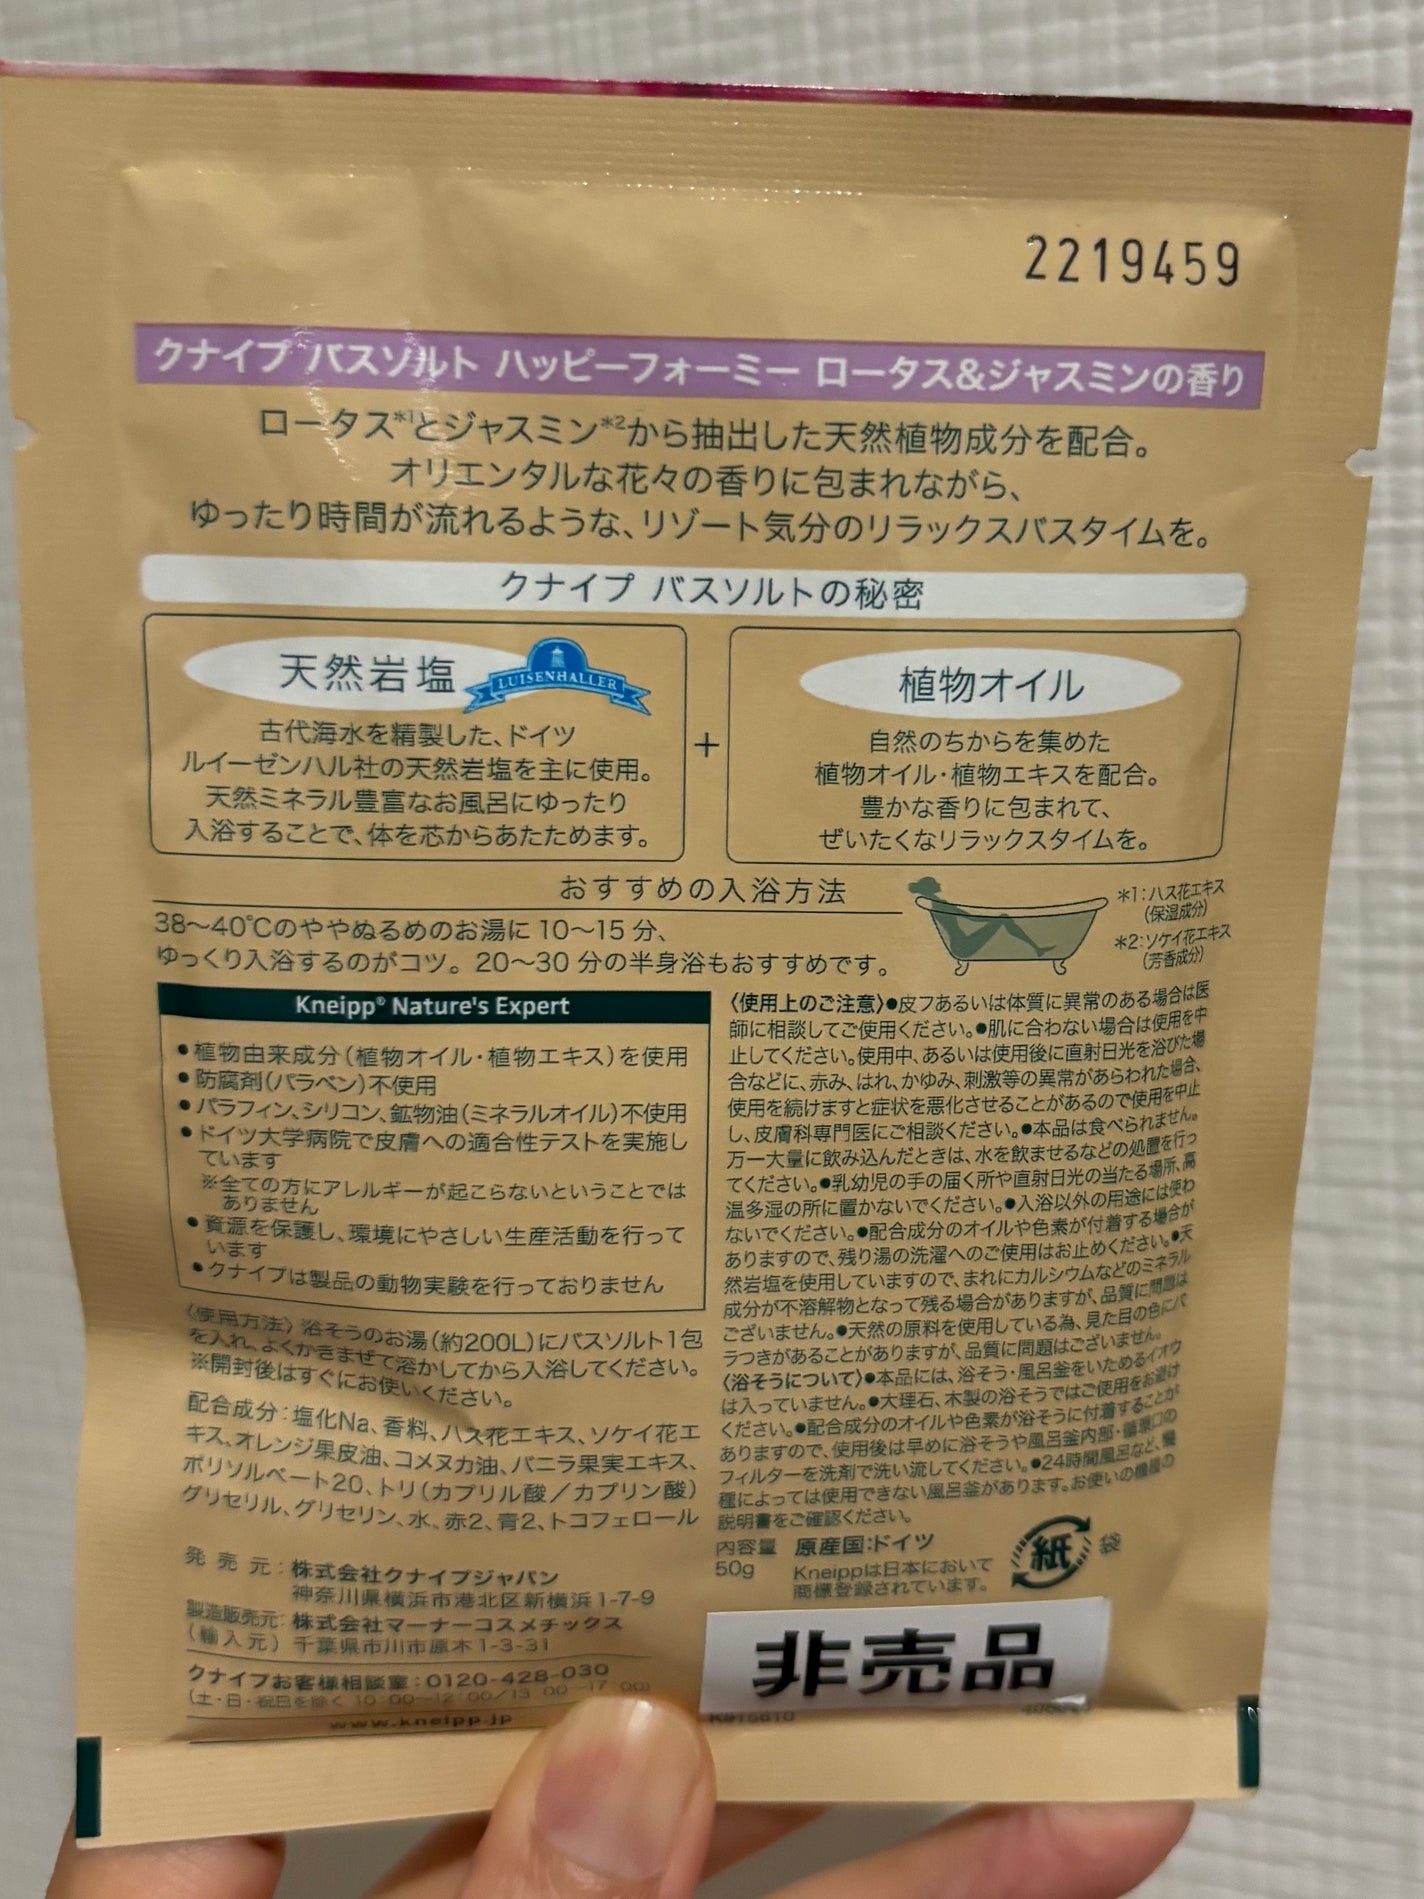 2219459
クナイプ バスソルト ハッピーフォーミー ロータス&ジャスミンの香り
ロータス*1とジャスミン*2から抽出した天然植物成分を配合。
オリエンタルな花々の香りに包まれながら、
ゆったり時間が流れるような、リゾート気分のリラックスバスタイムを。
クナイプ バスソルトの秘密
天然岩塩
LUISENHALLER
古代海水を精製した、ドイツ
ルイーゼンハル社の天然岩塩を主に使用。
天然ミネラル豊富なお風呂にゆったり
入浴することで、体を芯からあたためます。
+
植物オイル
自然のちからを集めた
植物オイル・植物エキスを配合。
豊かな香りに包まれて、
ぜいたくなリラックスタイムを。
おすすめの入浴方法
38〜40℃のややぬるめのお湯に 10〜15 分、
ゆっくり入浴するのがコツ。20〜30 分の半身浴もおすすめです。
*1:ハス花エキス
(保湿成分)
*2:ソケイ花エキス
(芳香成分)
Kneipp® Nature's Expert
●植物由来成分(植物オイル・植物エキス)を使用
●防腐剤(パラベン)不使用
●パラフィン、シリコン、鉱物油(ミネラルオイル)不使用
●ドイツ大学病院で皮膚への適合性テストを実施し
ています
※全ての方にアレルギーが起こらないということでは
ありません
●資源を保護し、環境にやさしい生産活動を行って
います
●クナイプは製品の動物実験を行っておりません
〈使用方法〉浴そうのお湯(約200L)にバスソルト1包
を入れ、よくかきまぜて溶かしてから入浴してください。
※開封後はすぐにお使いください。
配合成分:塩化Na、香料、ハス花エキス、ソケイ花エ
キス、オレンジ果皮油、コメヌカ油、バニラ果実エキス、
ポリソルベート20、トリ(カプリル酸/カプリン酸)
グリセリル、グリセリン、水、赤2、青2、トコフェロール
発売元:株式会社クナイプジャパン
神奈川県横浜市港北区新横浜1-7-9
製造販売元:株式会社マーナーコスメチックス
(輸入元)千葉県市川市原木1-3-31
クナイプお客様相談室:0120-428-030
(土・日・祝日を除く 10:00〜12:00/13:00〜17:00)
www.kneipp.jp
〈使用上のご注意〉●皮フあるいは体質に異常のある場合は医
師に相談してご使用ください。●肌に合わない場合は使用を中
止してください。使用中、あるいは使用後に直射日光を浴びた場
合などに、赤み、はれ、かゆみ、刺激等の異常があらわれた場合、
使用を続けますと症状を悪化させることがあるので使用を中止
し、皮膚科専門医にご相談ください。●本品は食べられません。
万一大量に飲み込んだときは、水を飲ませるなどの処置を行っ
てください。●乳幼児の手の届く所や直射日光の当たる場所、高
温多湿の所に置かないでください。●入浴以外の用途には使わ
ないでください。●配合成分のオイルや色素が付着する場合が
ありますので、残り湯の洗濯へのご使用はお止めください。●天
然岩塩を使用していますので、まれにカルシウムなどのミネラル
成分が不溶解物となって残る場合がありますが、品質に問題は
ございません。●天然の原料を使用している為、見た目の色にバ
ラつきがあることがありますが、品質に問題はございません。
〈浴そうについて〉●本品には、浴そう・風呂釜をいためるイオウ
は入っていません。●大理石、木製の浴そうではご使用をお避け
ください。●配合成分のオイルや色素が浴そうに付着することが
ありますので、使用後は早めに浴そうや風呂釜内部・循環口の
フィルターを洗剤で洗い流してください。●24時間風呂など、機
種によっては使用できない風呂釜があります。お使いの機種の
説明書をご確認ください。
内容量
50g
原産国:ドイツ
Kneippは日本において
商標登録されています。
紙
袋
非売品